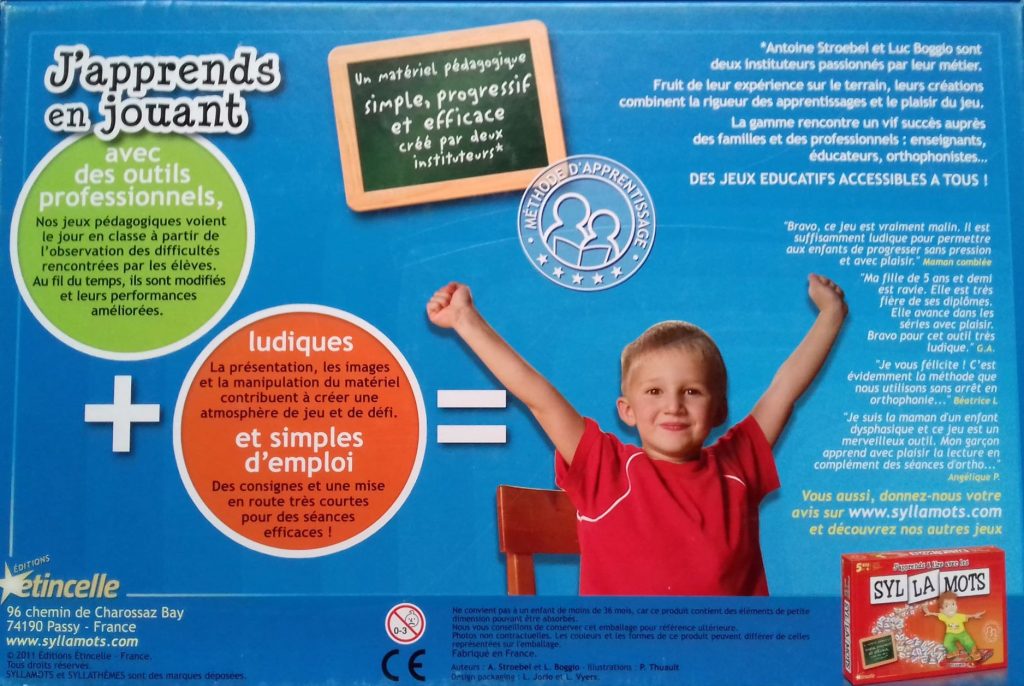 J'apprends
en jouant
avec
des outils
professionnels,
Nos jeux pédagogiques voient
le jour en classe à partir de
l'observation des difficultés
rencontrées par les élèves.
Au fil du temps, ils sont modifiés
et leurs performances
améliorées.
+
ludiques
La présentation, les images
et la manipulation du matériel
contribuent à créer une
atmosphère de jeu et de défi.
et simples
d'emploi
Des consignes et une mise
en route très courtes
pour des séances
efficaces !
=
Un matériel pédagogique
simple, progressif
et efficace
créé par deux
instituteurs*
MÉTHODE D'APPRENTISSAGE
*Antoine Stroebel et Luc Boggio sont
deux instituteurs passionnés par leur métier.
Fruit de leur expérience sur le terrain, leurs créations
combinent la rigueur des apprentissages et le plaisir du jeu.
La gamme rencontre un vif succès auprès
des familles et des professionnels : enseignants,
éducateurs, orthophonistes...
DES JEUX EDUCATIFS ACCESSIBLES A TOUS !
"Bravo, ce jeu est vraiment malin. Il est
suffisamment ludique pour permettre
aux enfants de progresser sans pression
et avec plaisir." Maman comblée
"Ma fille de 5 ans et demi
est ravie. Elle est très
fière de ses diplômes.
Elle avance dans les
séries avec plaisir.
Bravo pour cet outil très
ludique." G.A.
"Je vous félicite ! C'est
évidemment la méthode que
nous utilisons sans arrêt en
orthophonie..." Béatrice L
"Je suis la maman d'un enfant
dysphasique et ce jeu est un
merveilleux outil. Mon garçon
apprend avec plaisir la lecture en
complément des séances d'ortho..."
Angélique P.
Vous aussi, donnez-nous votre
avis sur www.syllamots.com
et découvrez nos autres jeux
ÉDITIONS
étincelle
96 chemin de Charossaz Bay
74190 Passy - France
www.syllamots.com
© 2011 Éditions Étincelle - France.
Tous droits réservés.
SYLLAMOTS et SYLLATHÈMES sont des marques déposées.
0-3
CE
Ne convient pas à un enfant de moins de 36 mois, car ce produit contient des éléments de petite
dimension pouvant être absorbés.
Nous vous conseillons de conserver cet emballage pour référence ultérieure.
Photos non contractuelles. Les couleurs et les formes de ce produit peuvent différer de celles
représentées sur l'emballage.
Fabriqué en France.
Auteurs : A. Stroebel et L. Boggio - Illustrations : P. Thuault
Design packaging : L. Jorio et L. Vyers.
J'apprends à lire avec les
SYL LA MOTS